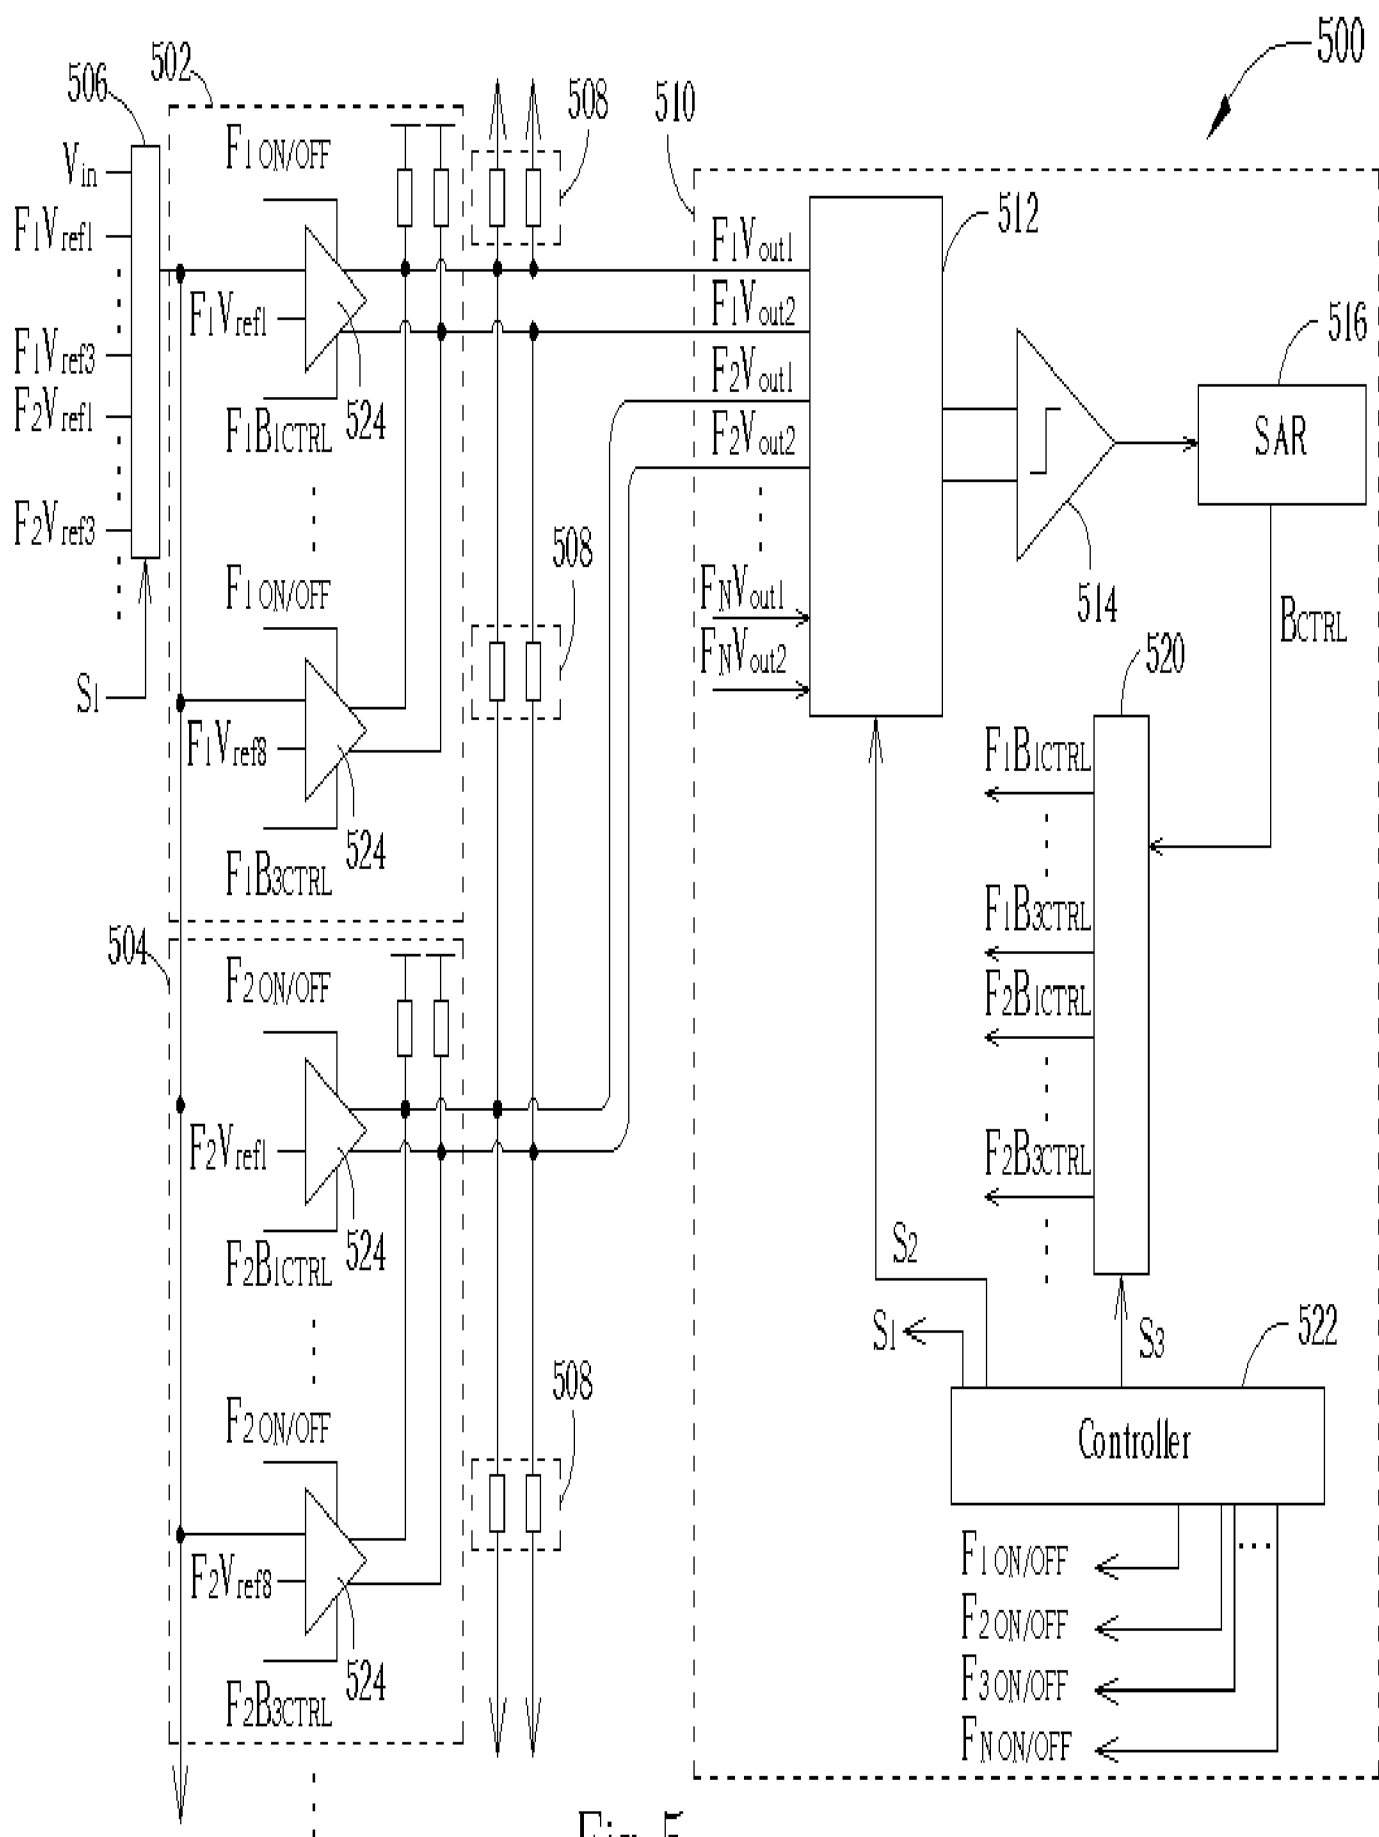 500
502
506
508
510
F1 ON/OFF
Vin
F1Vref1
512
F1Vout1
F1Vref1
F1Vout2
516
F1Vref3
F2Vout1
F2Vref1
F1B1CTRL
524
F2Vout2
SAR
F2Vref3
508
F1 ON/OFF
FNVout1
514
BCTRL
FNVout2
520
S1
F1Vref8
F1B1CTRL
524
F1B3CTRL
F1B3CTRL
504
F2 ON/OFF
F2B1CTRL
F2Vref1
F2B3CTRL
524
F2B1CTRL
S2
S1
S3
522
508
F2 ON/OFF
Controller
F1 ON/OFF
F2Vref8
F2 ON/OFF
524
F3 ON/OFF
F2B3CTRL
FN ON/OFF
Fig. 5